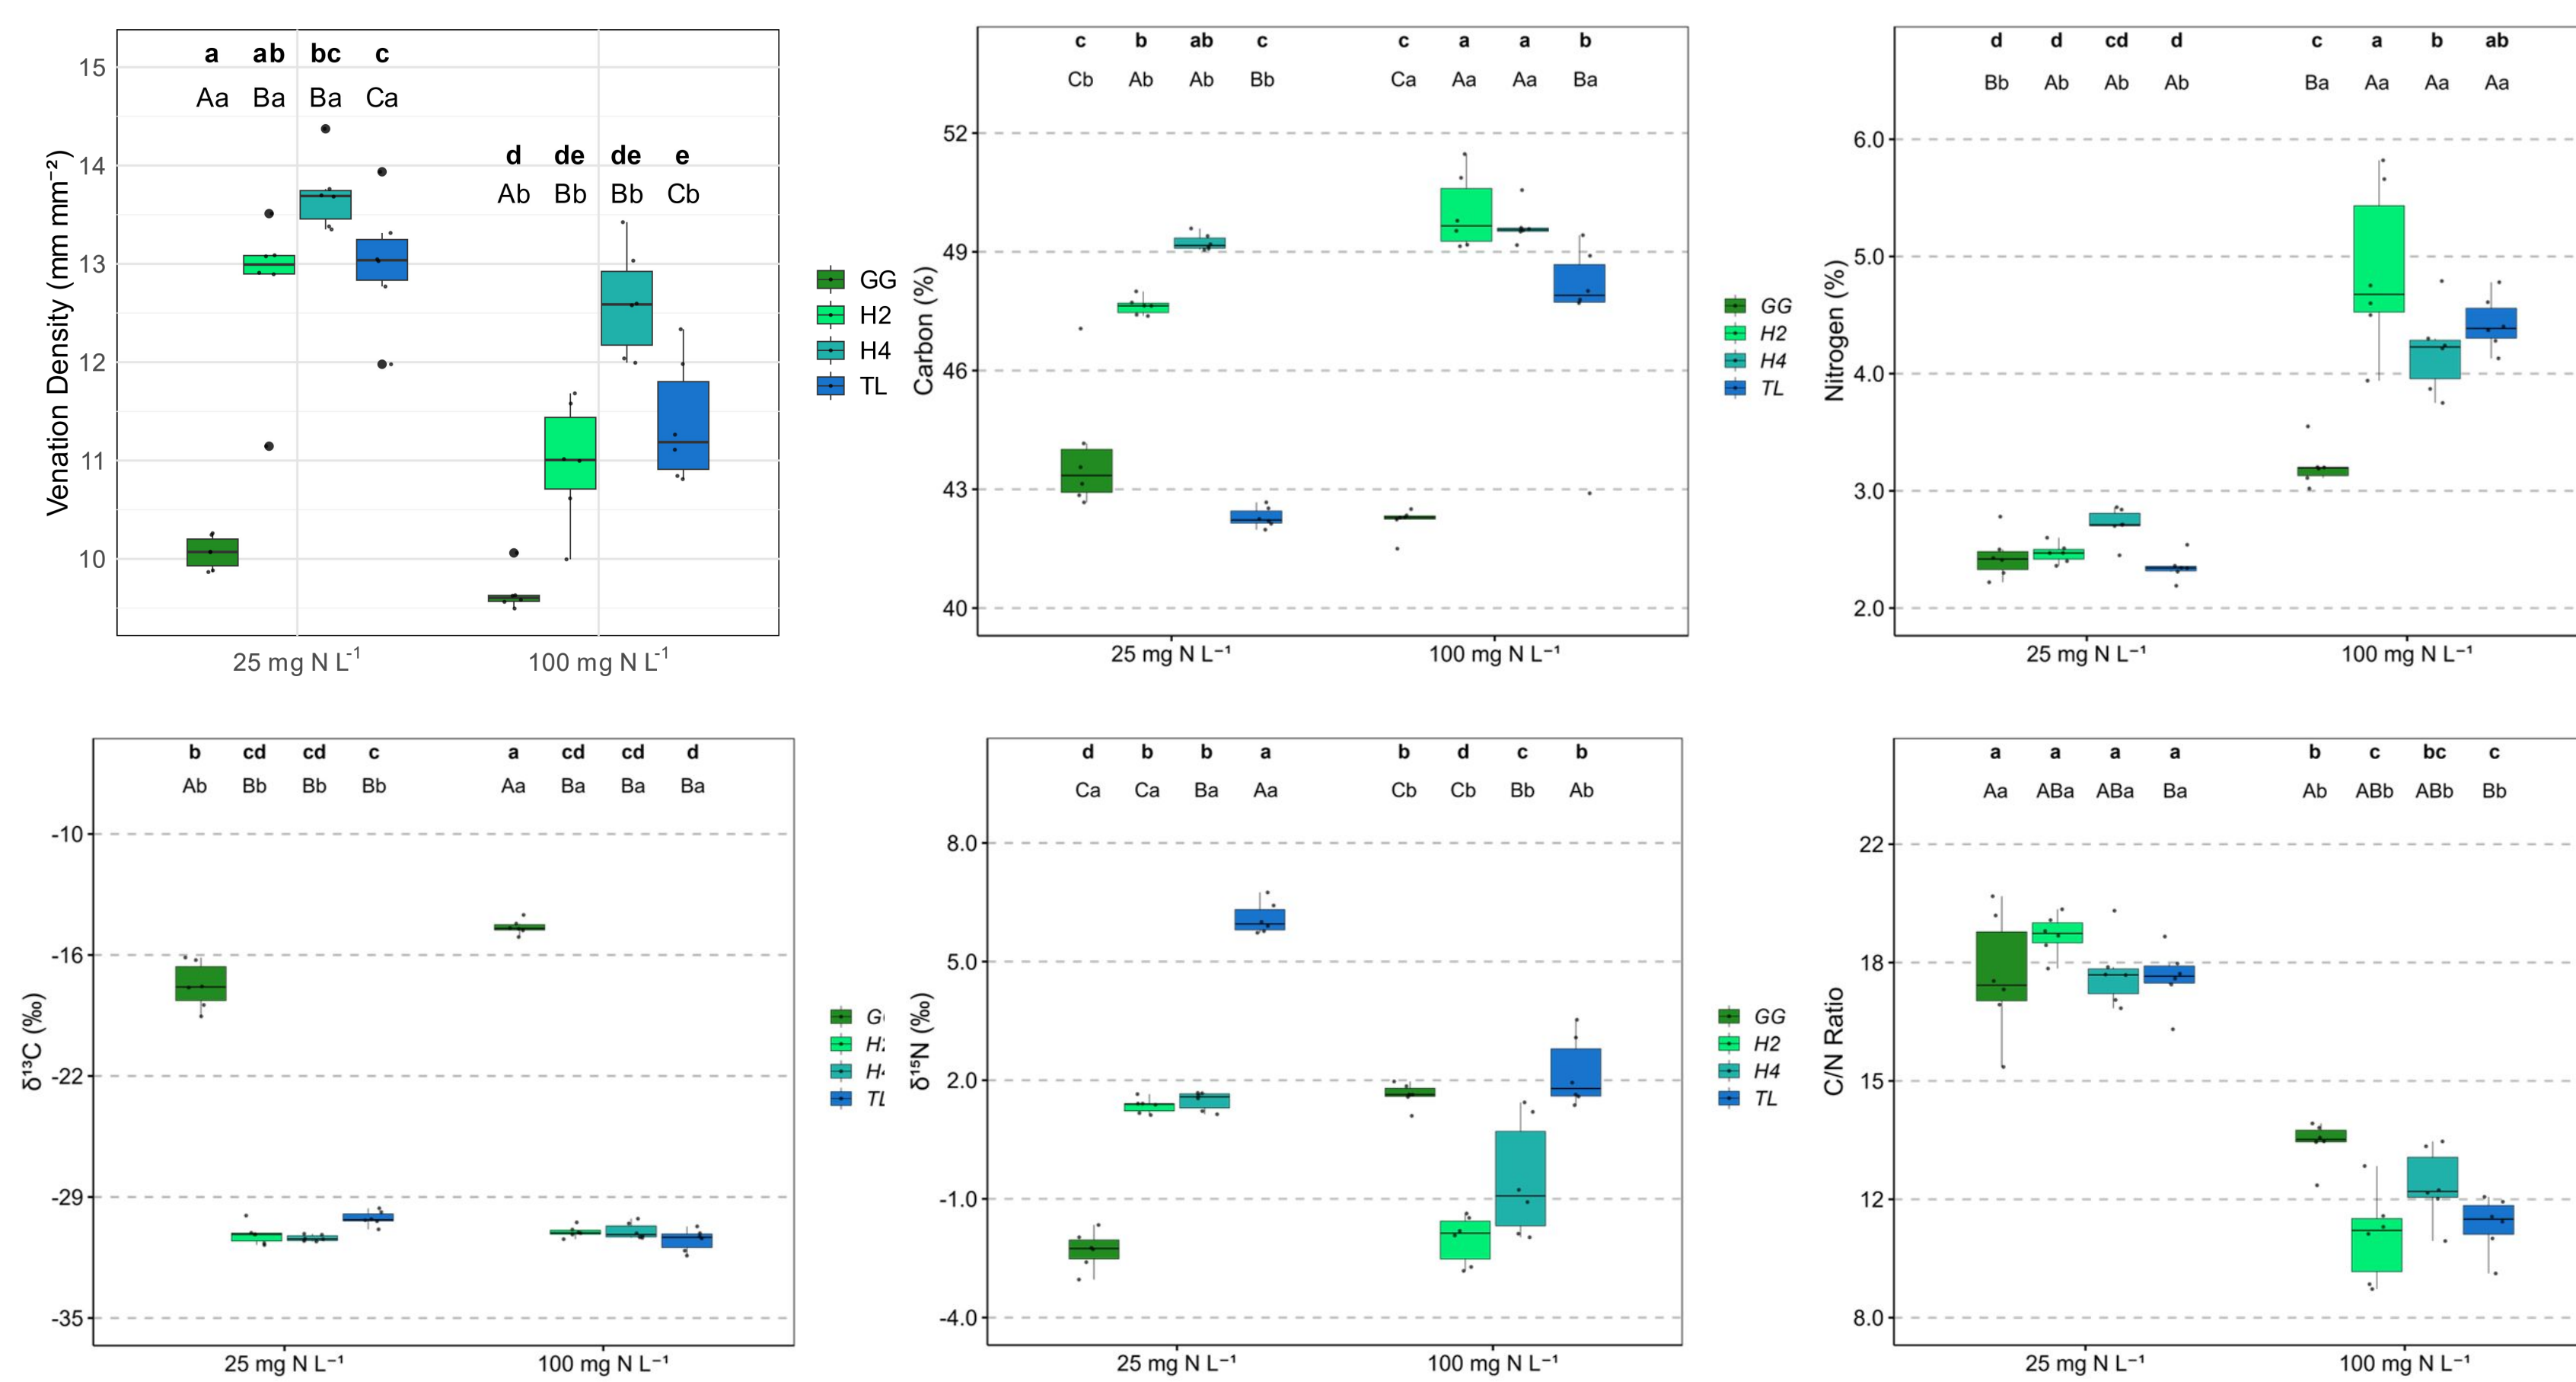 a ab bc c
Aa Ba Ba Ca
d de de e
Ab Bb Bb Cb
15
14
13
12
11
10
Venation Density (mm mm⁻²)
25 mg N L⁻¹ 100 mg N L⁻¹
GG
H2
H4
TL
c b ab c c a a b
Cb Ab Ab Bb Ca Aa Aa Ba
52
49
46
43
40
Carbon (%)
25 mg N L⁻¹ 100 mg N L⁻¹
GG
H2
H4
TL
d d cd d c a b ab
Bb Ab Ab Ab Ba Aa Aa Aa
6.0
5.0
4.0
3.0
2.0
Nitrogen (%)
25 mg N L⁻¹ 100 mg N L⁻¹
b cd cd c a cd cd d
Ab Bb Bb Bb Aa Ba Ba Ba
-10
-16
-22
-29
-35
δ¹³C (‰)
25 mg N L⁻¹ 100 mg N L⁻¹
TL
d b b a b d c b
Ca Ca Ba Aa Cb Cb Bb Ab
8.0
5.0
2.0
-1.0
-4.0
δ¹⁵N (‰)
25 mg N L⁻¹ 100 mg N L⁻¹
GG
H2
H4
TL
a a a a b c bc c
Aa ABa ABa Ba Ab ABb ABb Bb
22
18
15
12
8.0
C/N Ratio
25 mg N L⁻¹ 100 mg N L⁻¹